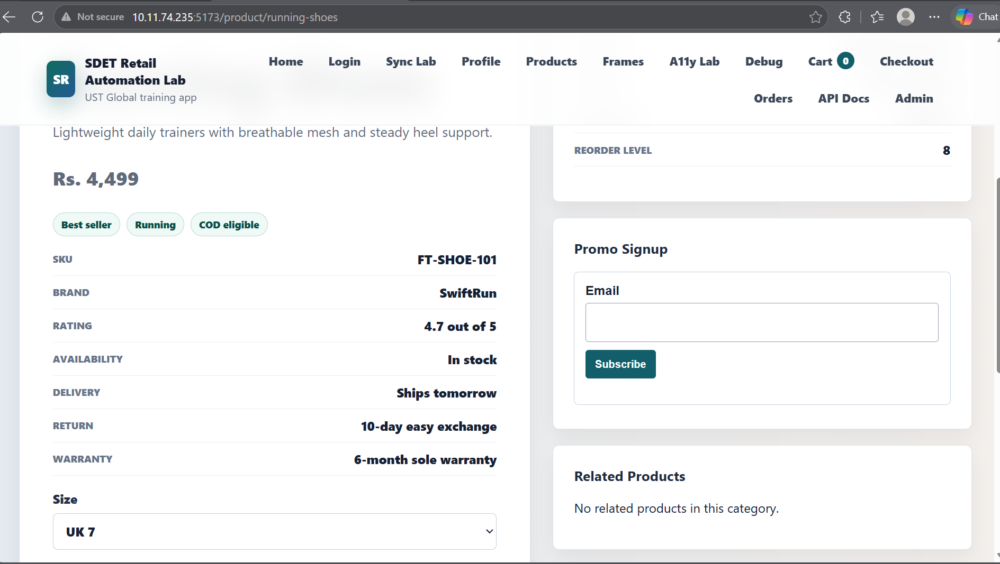 Not secure 10.11.74.235:5173/product/running-shoes
Chat
SR
SDET Retail
Automation Lab
UST Global training app
Home Login Sync Lab Profile Products Frames A11y Lab Debug Cart 0 Checkout
Orders API Docs Admin
Lightweight daily trainers with breathable mesh and steady heel support.
Rs. 4,499
Best seller Running COD eligible
SKU FT-SHOE-101
BRAND SwiftRun
RATING 4.7 out of 5
AVAILABILITY In stock
DELIVERY Ships tomorrow
RETURN 10-day easy exchange
WARRANTY 6-month sole warranty
Size
UK 7
REORDER LEVEL 8
Promo Signup
Email
Subscribe
Related Products
No related products in this category.